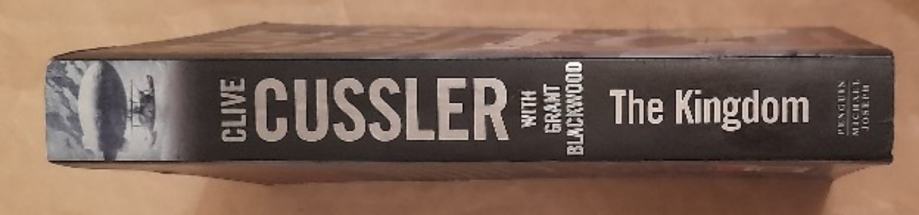 CLIVE
CUSSLER
WITH
GRANT
BLACKWOOD
The Kingdom
PENGUIN
MICHAEL
JOSEPH